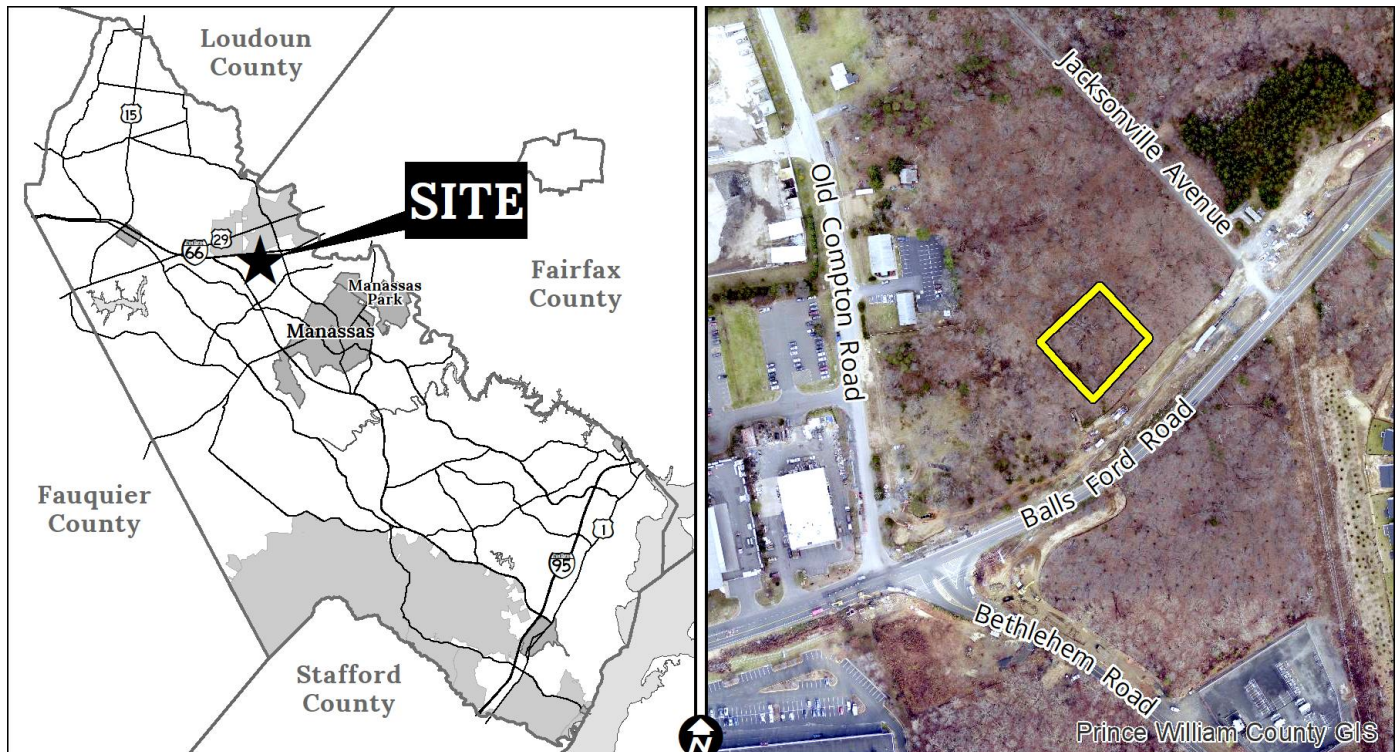 Loudoun
County
15
SITE
29
66
Fairfax
County
Manassas
Park
Manassas
Fauquier
County
1
95
Stafford
County
N
Jacksonville Avenue
Old Compton Road
Balls Ford Road
Bethlehem Road
Prince William County GIS